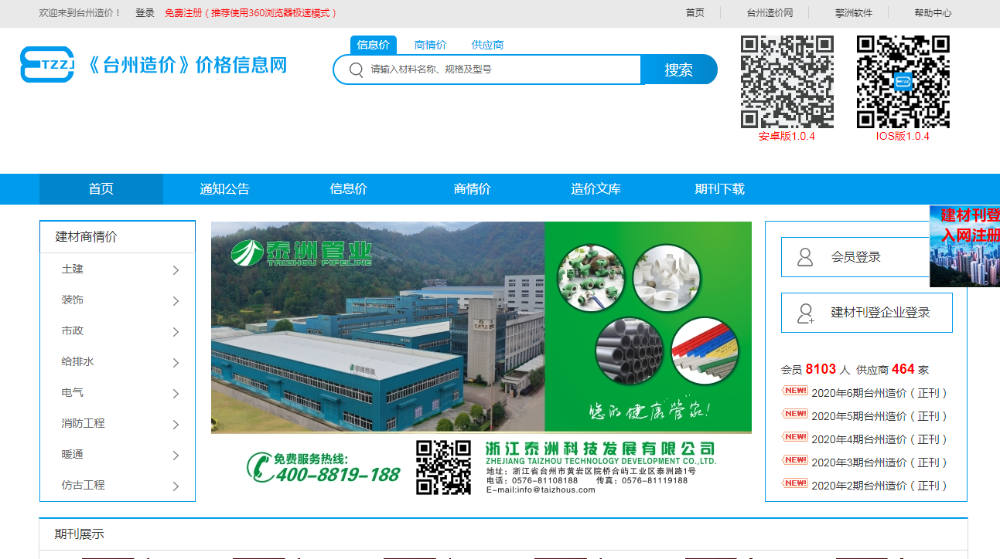 欢迎来到台州造价！ 登录 免费注册（推荐使用360浏览器极速模式） 首页 台州造价网 擎洲软件 帮助中心
信息价 商情价 供应商
TZZJ 《台州造价》价格信息网
请输入材料名称、规格及型号 搜索
安卓版1.0.4 IOS版1.0.4
首页 通知公告 信息价 商情价 造价文库 期刊下载
建材商情价
土建
装饰
市政
给排水
电气
消防工程
暖通
仿古工程
泰洲管业
TAIZHOU PIPELINE
您的健康"管"家!
免费服务热线:
400-8819-188
浙江泰洲科技发展有限公司
ZHEJIANG TAIZHOU TECHNOLOGY DEVELOPMENT CO.,LTD.
地址：浙江省台州市黄岩区院桥合屿工业区泰洲路1号
电话：0576-81108188 传真：0576-81119188
E-mail:info@taizhous.com
建材刊登
入网注册
会员登录
建材刊登企业登录
会员 8103 人 供应商 464 家
NEW! 2020年6期台州造价（正刊）
NEW! 2020年5期台州造价（正刊）
NEW! 2020年4期台州造价（正刊）
NEW! 2020年3期台州造价（正刊）
NEW! 2020年2期台州造价（正刊）
期刊展示